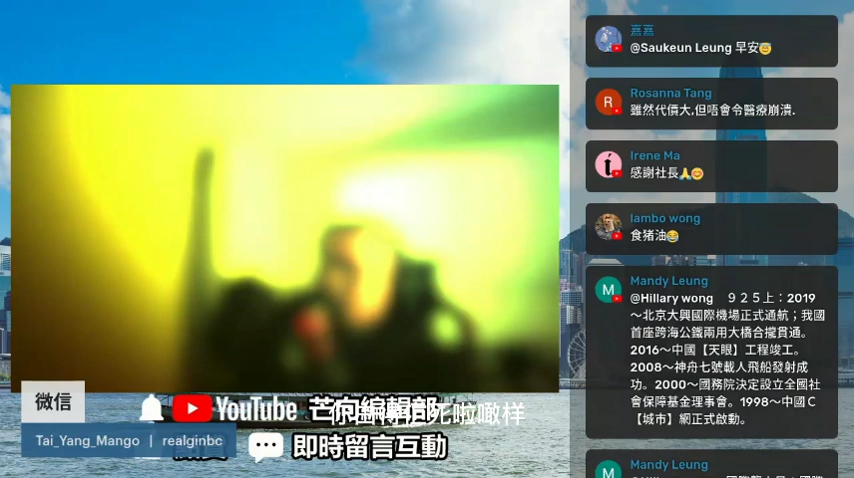 嘉嘉
@Saukeun Leung 早安😇
Rosanna Tang
雖然代價大,但唔會令醫療崩潰.
Irene Ma
感謝社長🙏😊
lambo wong
食猪油😂
Mandy Leung
@Hillary wong ９２５上：2019
～北京大興國際機場正式通航；我國
首座跨海公鐵兩用大橋合攏貫通。
2016～中國【天眼】工程竣工。
2008～神舟七號載人飛船發射成
功。2000～國務院決定設立全國社
會保障基金理事會。1998～中國Ｃ
【城市】網正式啟動。
Mandy Leung
微信
YouTube
Tai_Yang_Mango | realginbc
即時留言互動